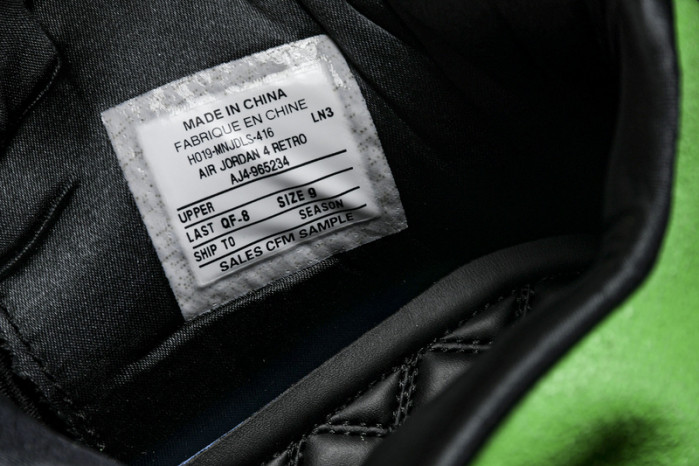 MADE IN CHINA
FABRIQUE EN CHINE
LN3
H019-MNJDLS-416
AIR JORDAN 4 RETRO
AJ4-965234
UPPER
LAST QF-8 SIZE 9
SHIP TO SEASON
SALES CFM SAMPLE